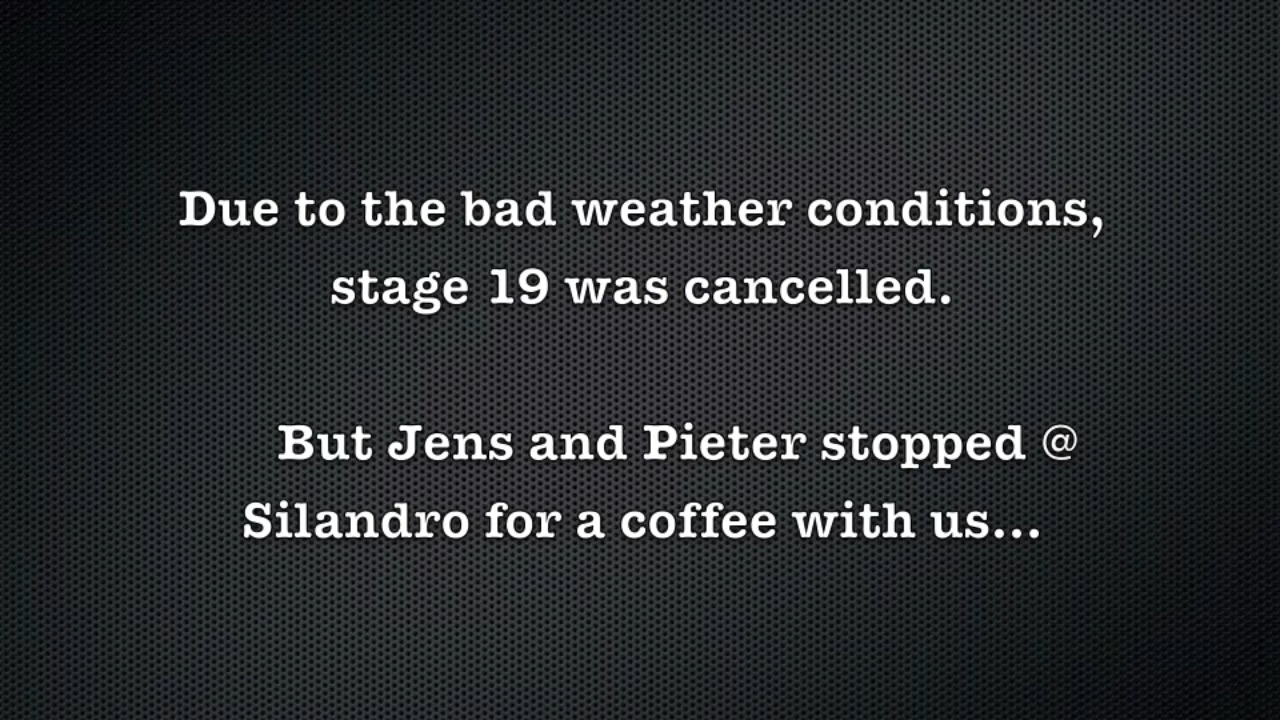 Due to the bad weather conditions,
stage 19 was cancelled.
But Jens and Pieter stopped @
Silandro for a coffee with us...